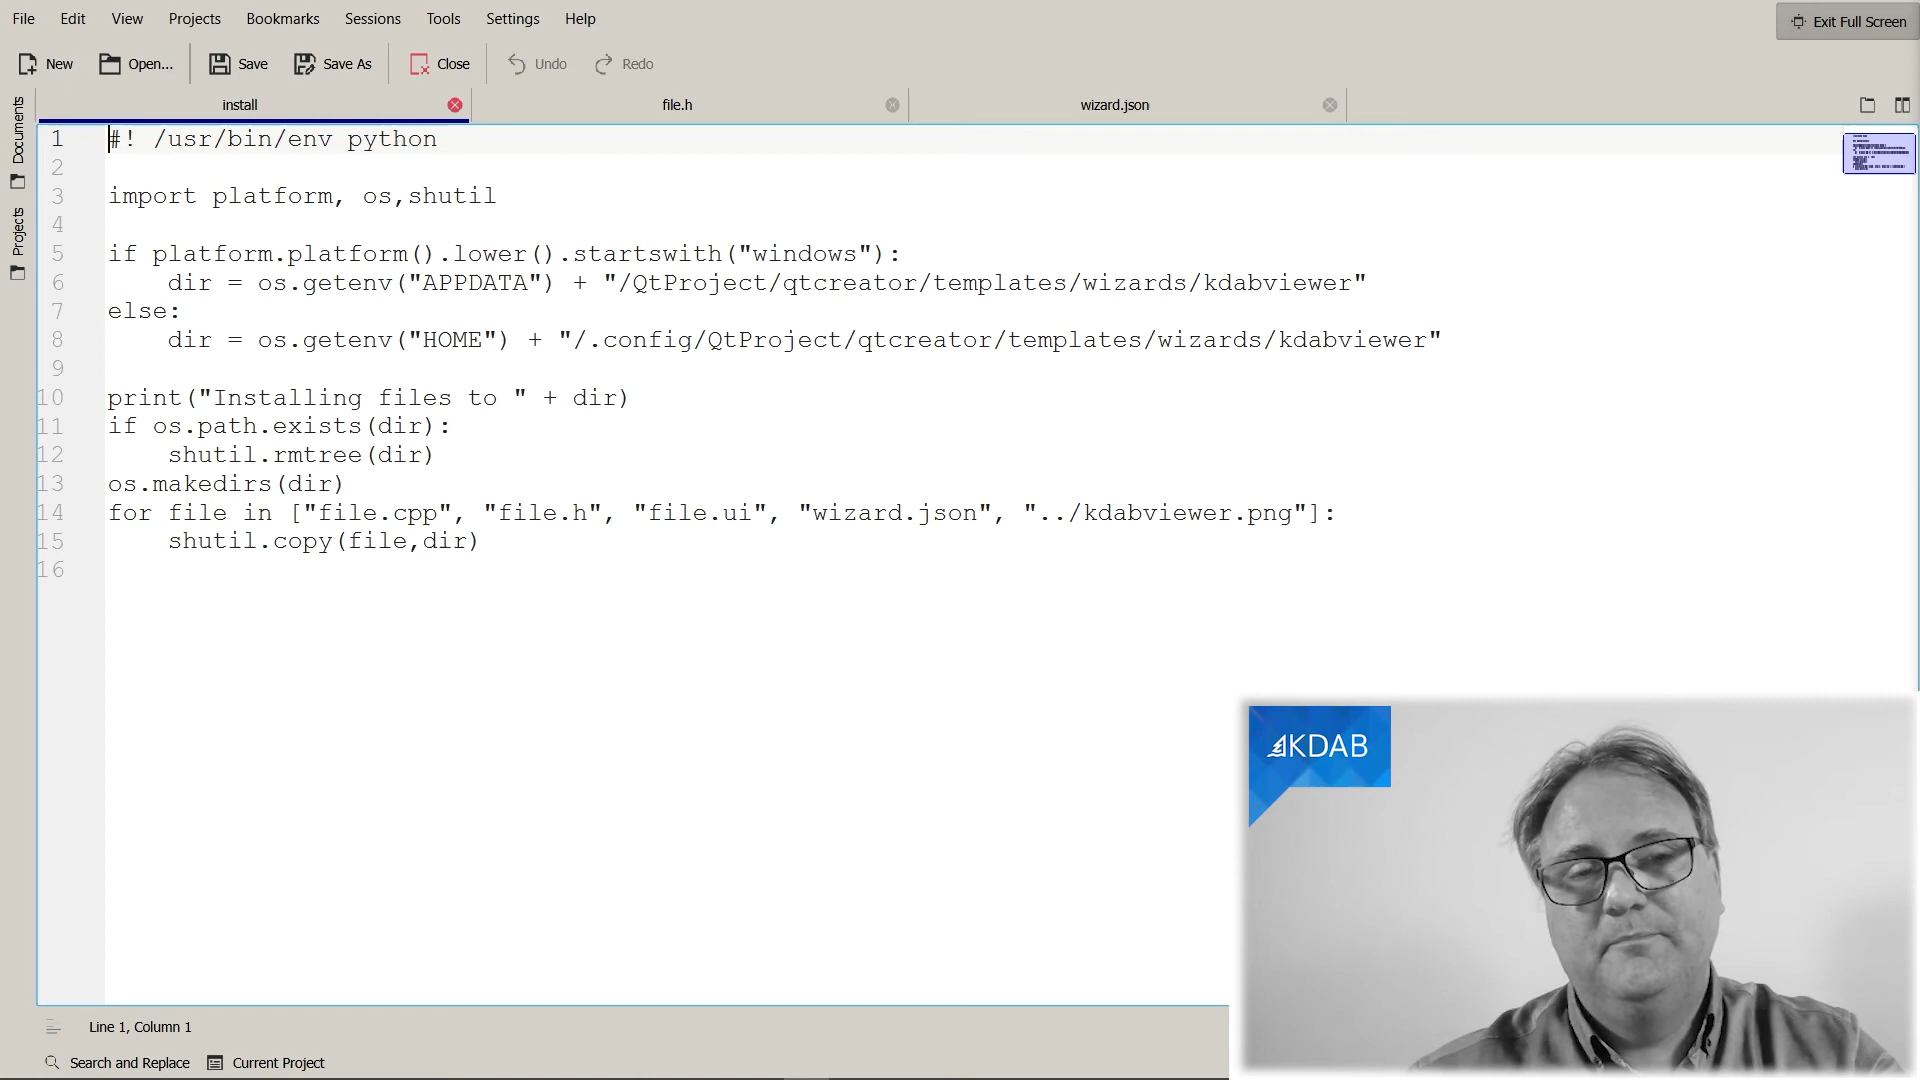 File Edit View Projects Bookmarks Sessions Tools Settings Help
Exit Full Screen
New Open... Save Save As Close Undo Redo
Documents
Projects
install file.h wizard.json
1 #! /usr/bin/env python
2
3 import platform, os,shutil
4
5 if platform.platform().lower().startswith("windows"):
6     dir = os.getenv("APPDATA") + "/QtProject/qtcreator/templates/wizards/kdabviewer"
7 else:
8     dir = os.getenv("HOME") + "/.config/QtProject/qtcreator/templates/wizards/kdabviewer"
9
10 print("Installing files to " + dir)
11 if os.path.exists(dir):
12     shutil.rmtree(dir)
13 os.makedirs(dir)
14 for file in ["file.cpp", "file.h", "file.ui", "wizard.json", "../kdabviewer.png"]:
15     shutil.copy(file,dir)
16
KDAB
Line 1, Column 1
Search and Replace Current Project